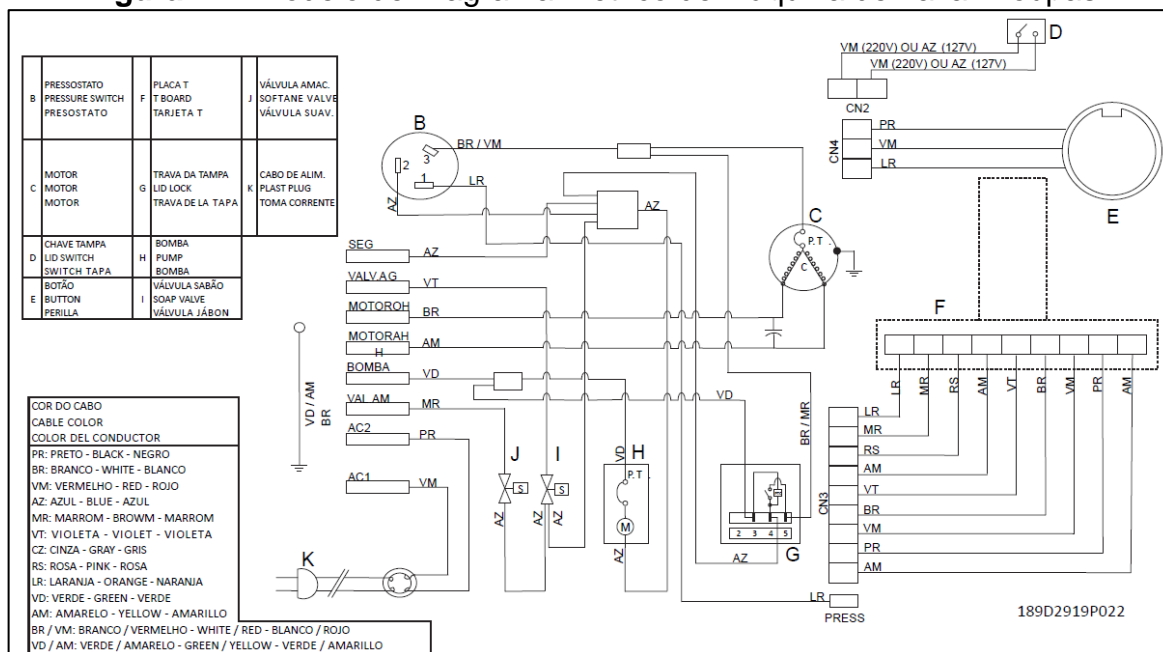 B PRESSOSTATO PRESSURE SWITCH PRESOSTATO
F PLACA T T BOARD TARJETA T
J VÁLVULA AMAC. SOFTANE VALVE VÁLVULA SUAV.
C MOTOR MOTOR MOTOR
G TRAVA DA TAMPA LID LOCK TRAVA DE LA TAPA
K CABO DE ALIM. PLAST PLUG TOMA CORRENTE
D CHAVE TAMPA LID SWITCH SWITCH TAPA
H BOMBA PUMP BOMBA
E BOTÃO BUTTON PERILLA
I VÁLVULA SABÃO SOAP VALVE VÁLVULA JÁBON
D
VM (220V) OU AZ (127V)
VM (220V) OU AZ (127V)
CN2
CN4
PR
VM
LR
E
B
2
3
1
BR / VM
LR
AZ
AZ
C
P.T.
C
SEG
AZ
VALV.AG
VT
MOTOROH
BR
MOTORAH
H
AM
BOMBA
VD
VAL AM
MR
AC2
PR
AC1
VM
VD / AM
BR
VD
BR / MR
J
I
H
S
S
VD
P.T.
M
AZ
AZ
AZ
AZ
2 3 4 5
G
AZ
K
F
LR
MR
RS
AM
VT
BR
VM
PR
AM
CN3
LR
MR
RS
AM
VT
BR
VM
PR
AM
LR
PRESS
189D2919P022
COR DO CABO
CABLE COLOR
COLOR DEL CONDUCTOR
PR: PRETO - BLACK - NEGRO
BR: BRANCO - WHITE - BLANCO
VM: VERMELHO - RED - ROJO
AZ: AZUL - BLUE - AZUL
MR: MARROM - BROWM - MARROM
VT: VIOLETA - VIOLET - VIOLETA
CZ: CINZA - GRAY - GRIS
RS: ROSA - PINK - ROSA
LR: LARANJA - ORANGE - NARANJA
VD: VERDE - GREEN - VERDE
AM: AMARELO - YELLOW - AMARILLO
BR / VM: BRANCO / VERMELHO - WHITE / RED - BLANCO / ROJO
VD / AM: VERDE / AMARELO - GREEN / YELLOW - VERDE / AMARILLO